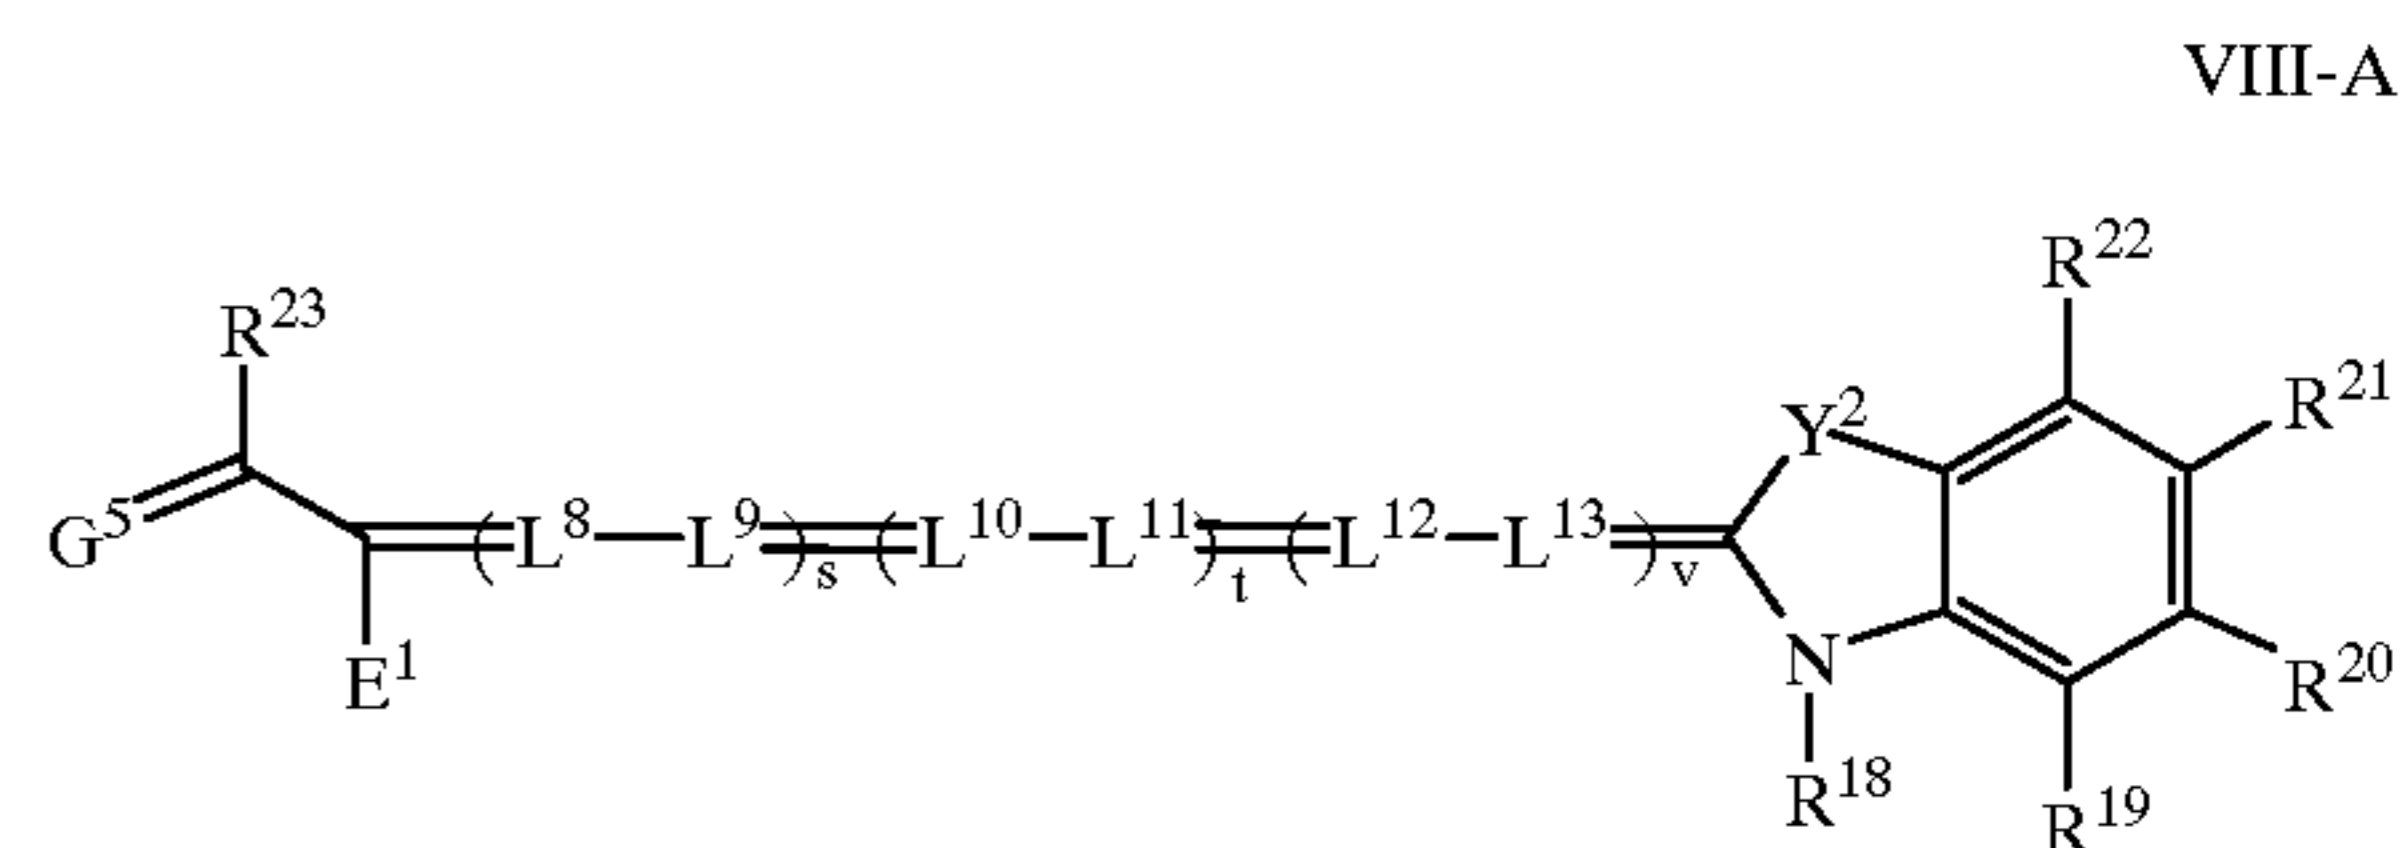 VIII-A
R22
R23
R21
Y2
G5 (L8 L9)s (L10 L11)t (L12 L13)v
N
E1
R20
R18
R19